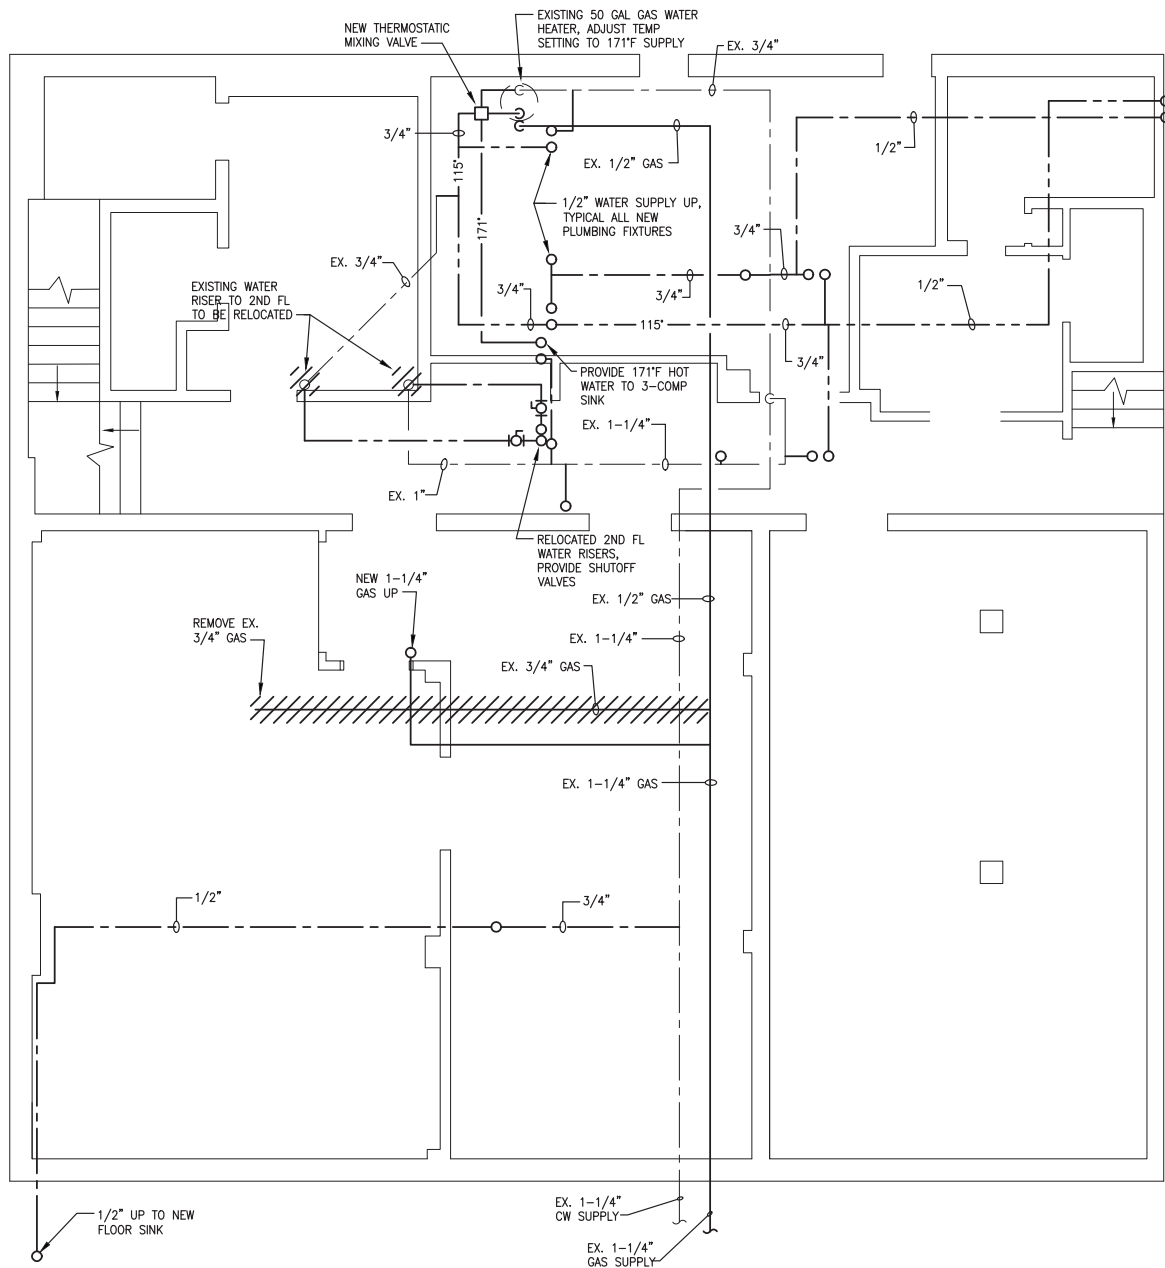 EXISTING 50 GAL GAS WATER
HEATER, ADJUST TEMP
SETTING TO 171°F SUPPLY
NEW THERMOSTATIC
MIXING VALVE
EX. 3/4"
3/4"
115°
171°
EX. 1/2" GAS
1/2"
1/2" WATER SUPPLY UP,
TYPICAL ALL NEW
PLUMBING FIXTURES
3/4"
EX. 3/4"
EXISTING WATER
RISER TO 2ND FL
TO BE RELOCATED
3/4"
3/4"
1/2"
115°
3/4"
PROVIDE 171°F HOT
WATER TO 3-COMP
SINK
EX. 1-1/4"
EX. 1"
RELOCATED 2ND FL
WATER RISERS,
PROVIDE SHUTOFF
VALVES
NEW 1-1/4"
GAS UP
EX. 1/2" GAS
REMOVE EX.
3/4" GAS
EX. 1-1/4"
EX. 3/4" GAS
EX. 1-1/4" GAS
1/2"
3/4"
1/2" UP TO NEW
FLOOR SINK
EX. 1-1/4"
CW SUPPLY
EX. 1-1/4"
GAS SUPPLY